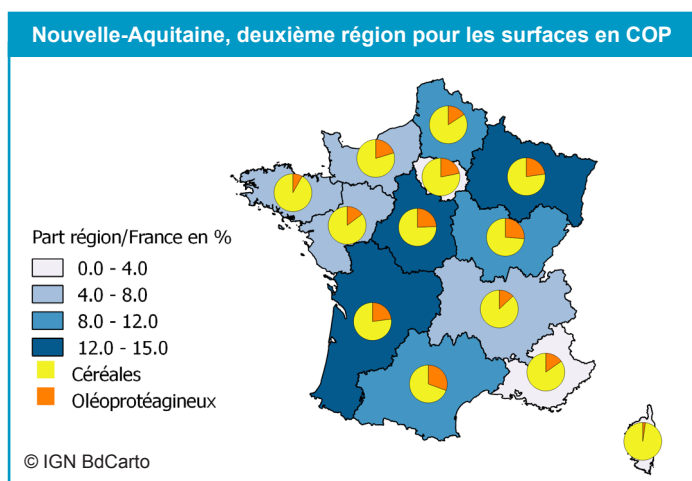 Nouvelle-Aquitaine, deuxième région pour les surfaces en COP
Part région/France en %
0.0 - 4.0
4.0 - 8.0
8.0 - 12.0
12.0 - 15.0
Céréales
Oléoprotéagineux
© IGN BdCarto